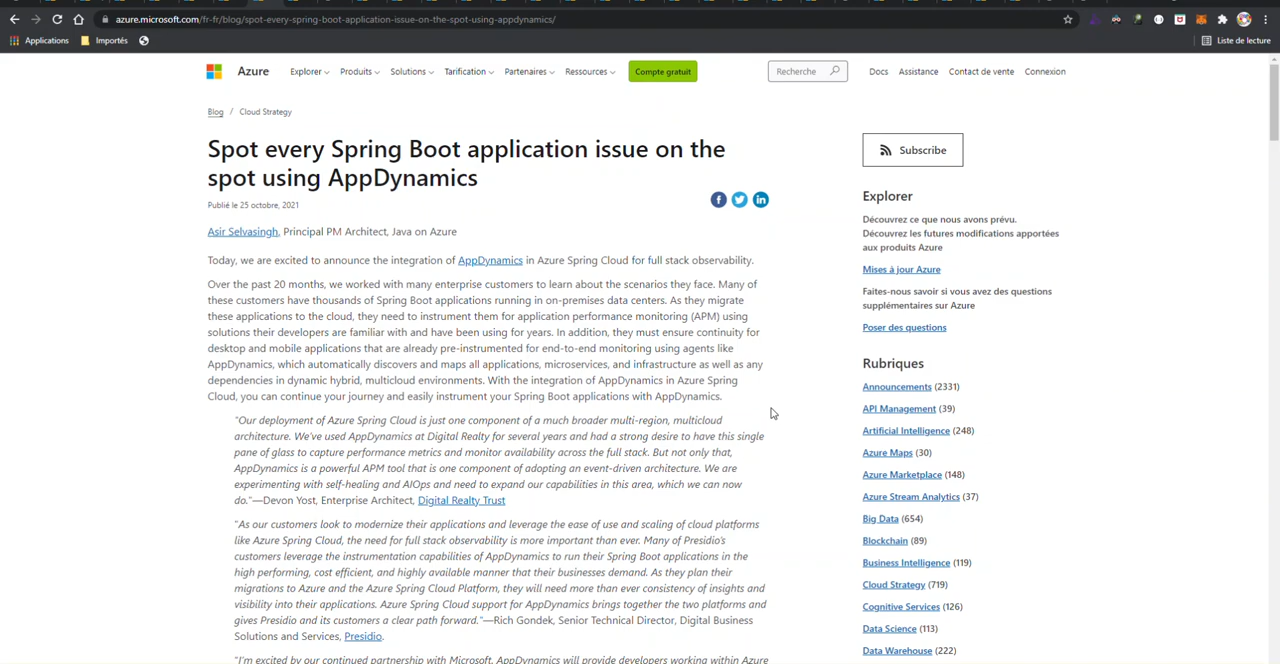 azure.microsoft.com/fr-fr/blog/spot-every-spring-boot-application-issue-on-the-spot-using-appdynamics/
Applications
Importés
Liste de lecture
Azure
Explorer
Produits
Solutions
Tarification
Partenaires
Ressources
Compte gratuit
Recherche
Docs
Assistance
Contact de vente
Connexion
Blog / Cloud Strategy
Spot every Spring Boot application issue on the
spot using AppDynamics
Publié le 25 octobre, 2021
Asir Selvasingh, Principal PM Architect, Java on Azure
Today, we are excited to announce the integration of AppDynamics in Azure Spring Cloud for full stack observability.
Over the past 20 months, we worked with many enterprise customers to learn about the scenarios they face. Many of
these customers have thousands of Spring Boot applications running in on-premises data centers. As they migrate
these applications to the cloud, they need to instrument them for application performance monitoring (APM) using
solutions their developers are familiar with and have been using for years. In addition, they must ensure continuity for
desktop and mobile applications that are already pre-instrumented for end-to-end monitoring using agents like
AppDynamics, which automatically discovers and maps all applications, microservices, and infrastructure as well as any
dependencies in dynamic hybrid, multicloud environments. With the integration of AppDynamics in Azure Spring
Cloud, you can continue your journey and easily instrument your Spring Boot applications with AppDynamics.
"Our deployment of Azure Spring Cloud is just one component of a much broader multi-region, multicloud
architecture. We've used AppDynamics at Digital Realty for several years and had a strong desire to have this single
pane of glass to capture performance metrics and monitor availability across the full stack. But not only that,
AppDynamics is a powerful APM tool that is one component of adopting an event-driven architecture. We are
experimenting with self-healing and AIOps and need to expand our capabilities in this area, which we can now
do."—Devon Yost, Enterprise Architect, Digital Realty Trust
"As our customers look to modernize their applications and leverage the ease of use and scaling of cloud platforms
like Azure Spring Cloud, the need for full stack observability is more important than ever. Many of Presidio's
customers leverage the instrumentation capabilities of AppDynamics to run their Spring Boot applications in the
high performing, cost efficient, and highly available manner that their businesses demand. As they plan their
migrations to Azure and the Azure Spring Cloud Platform, they will need more than ever consistency of insights and
visibility into their applications. Azure Spring Cloud support for AppDynamics brings together the two platforms and
gives Presidio and its customers a clear path forward."—Rich Gondek, Senior Technical Director, Digital Business
Solutions and Services, Presidio.
"I'm excited by our continued partnership with Microsoft. AppDynamics will provide developers working within Azure
Subscribe
Explorer
Découvrez ce que nous avons prévu.
Découvrez les futures modifications apportées
aux produits Azure
Mises à jour Azure
Faites-nous savoir si vous avez des questions
supplémentaires sur Azure
Poser des questions
Rubriques
Announcements (2331)
API Management (39)
Artificial Intelligence (248)
Azure Maps (30)
Azure Marketplace (148)
Azure Stream Analytics (37)
Big Data (654)
Blockchain (89)
Business Intelligence (119)
Cloud Strategy (719)
Cognitive Services (126)
Data Science (113)
Data Warehouse (222)